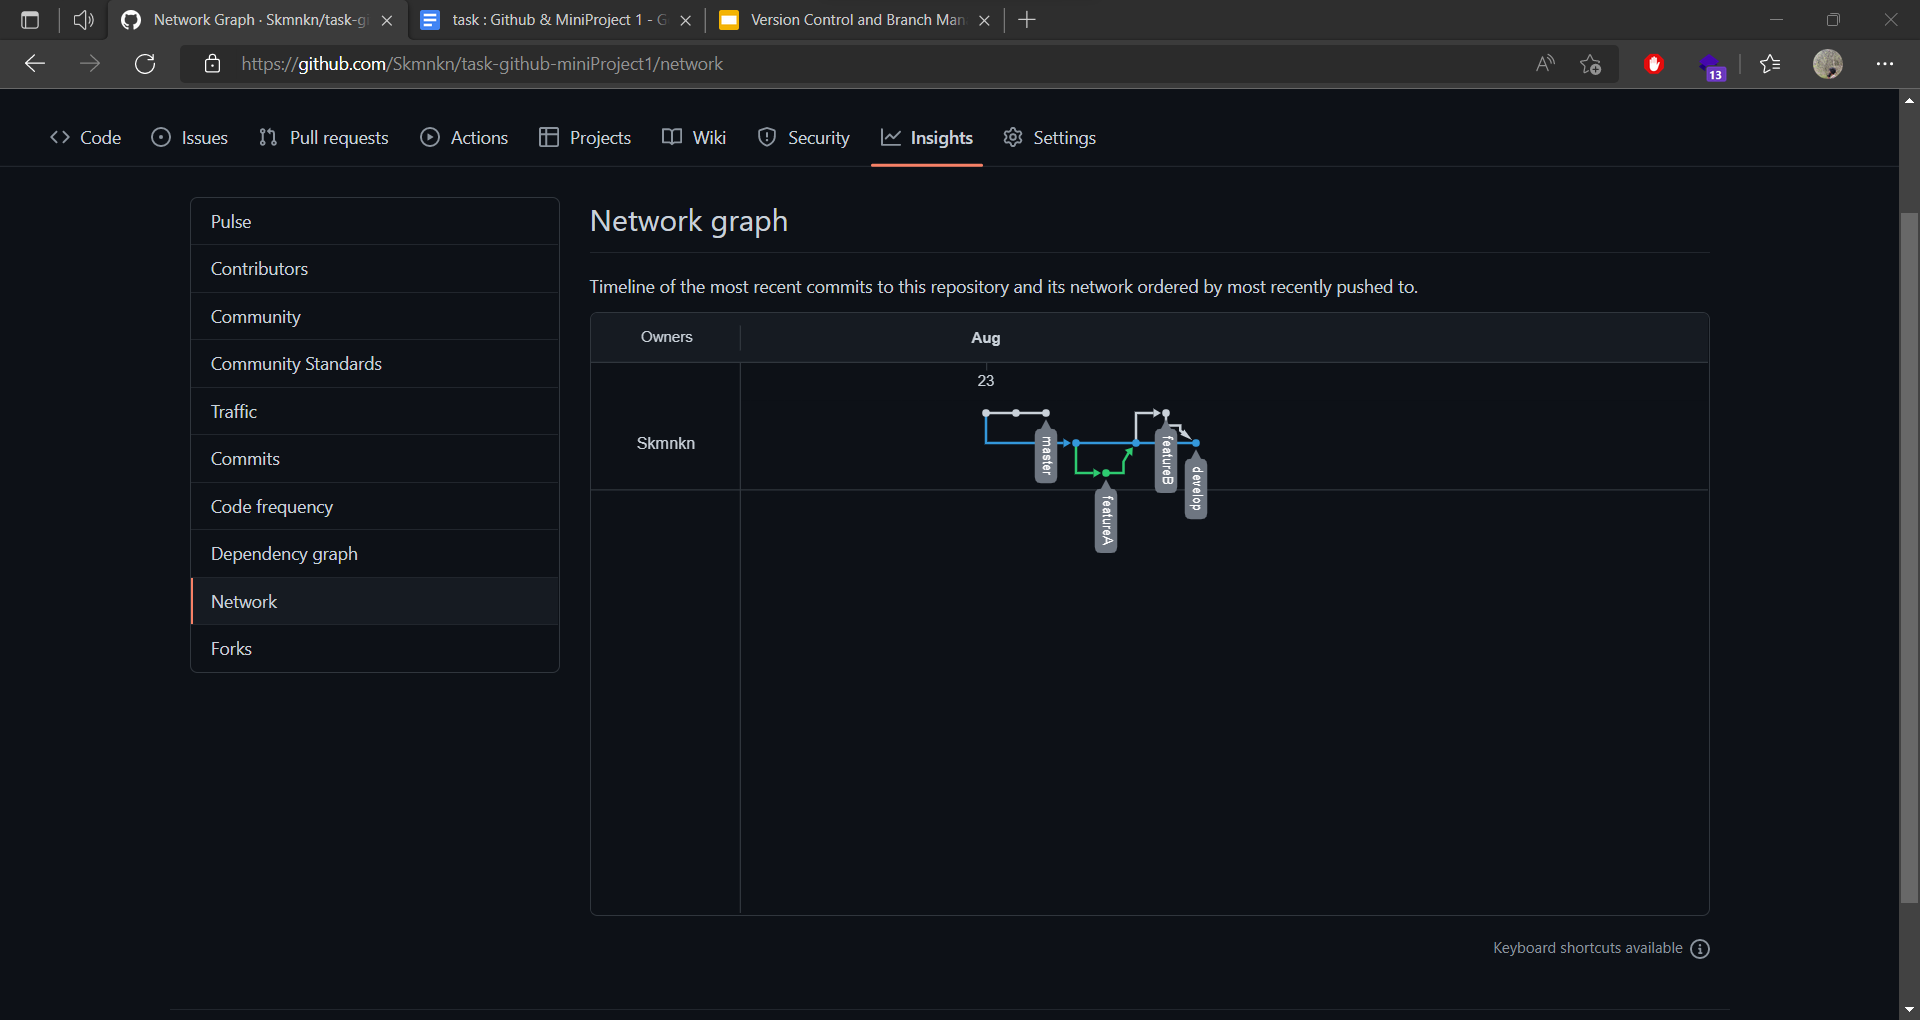 Network Graph · Skmnkn/task-gi
task : Github & MiniProject 1 - G
Version Control and Branch Man
https://github.com/Skmnkn/task-github-miniProject1/network
13
Code
Issues
Pull requests
Actions
Projects
Wiki
Security
Insights
Settings
Pulse
Contributors
Community
Community Standards
Traffic
Commits
Code frequency
Dependency graph
Network
Forks
Network graph
Timeline of the most recent commits to this repository and its network ordered by most recently pushed to.
Owners
Aug
23
Skmnkn
master
featureA
featureB
develop
Keyboard shortcuts available